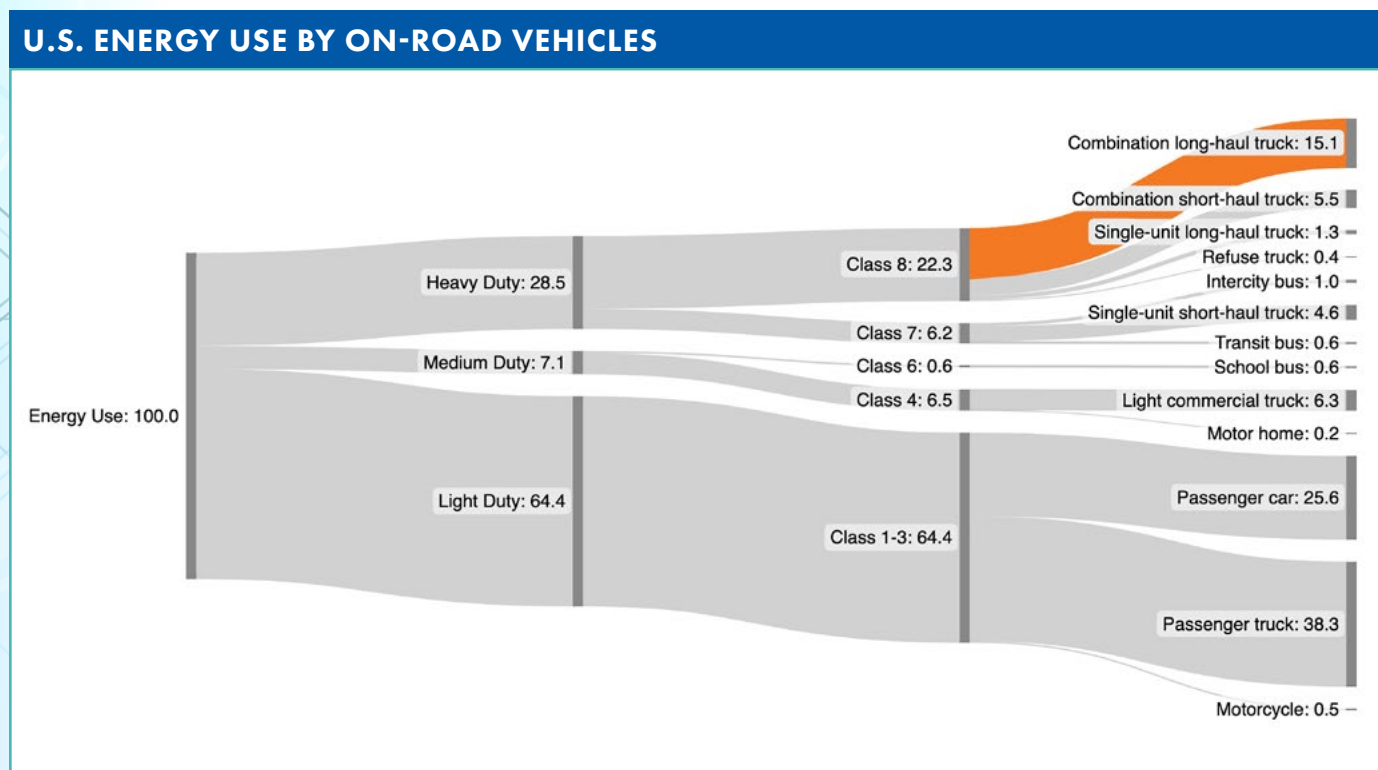 U.S. ENERGY USE BY ON-ROAD VEHICLES
Energy Use: 100.0
Heavy Duty: 28.5
Medium Duty: 7.1
Light Duty: 64.4
Class 8: 22.3
Class 7: 6.2
Class 6: 0.6
Class 4: 6.5
Class 1-3: 64.4
Combination long-haul truck: 15.1
Combination short-haul truck: 5.5
Single-unit long-haul truck: 1.3
Refuse truck: 0.4
Intercity bus: 1.0
Single-unit short-haul truck: 4.6
Transit bus: 0.6
School bus: 0.6
Light commercial truck: 6.3
Motor home: 0.2
Passenger car: 25.6
Passenger truck: 38.3
Motorcycle: 0.5